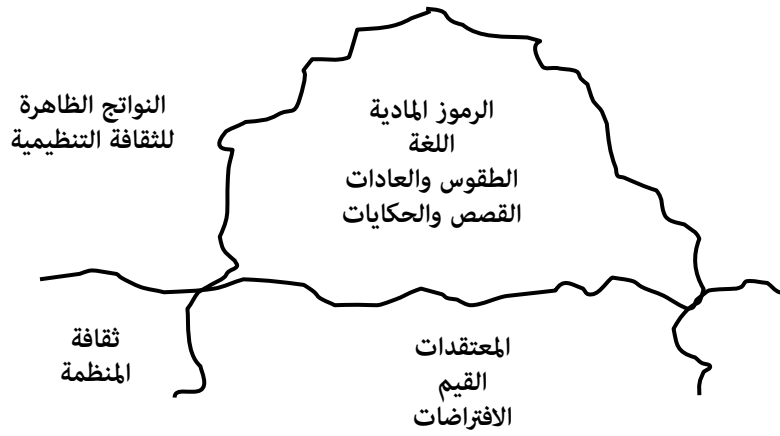 النواتج الظاهرة
للثقافة التنظيمية
الرموز المادية
اللغة
الطقوس والعادات
القصص والحكايات
ثقافة
المنظمة
المعتقدات
القيم
الافتراضات